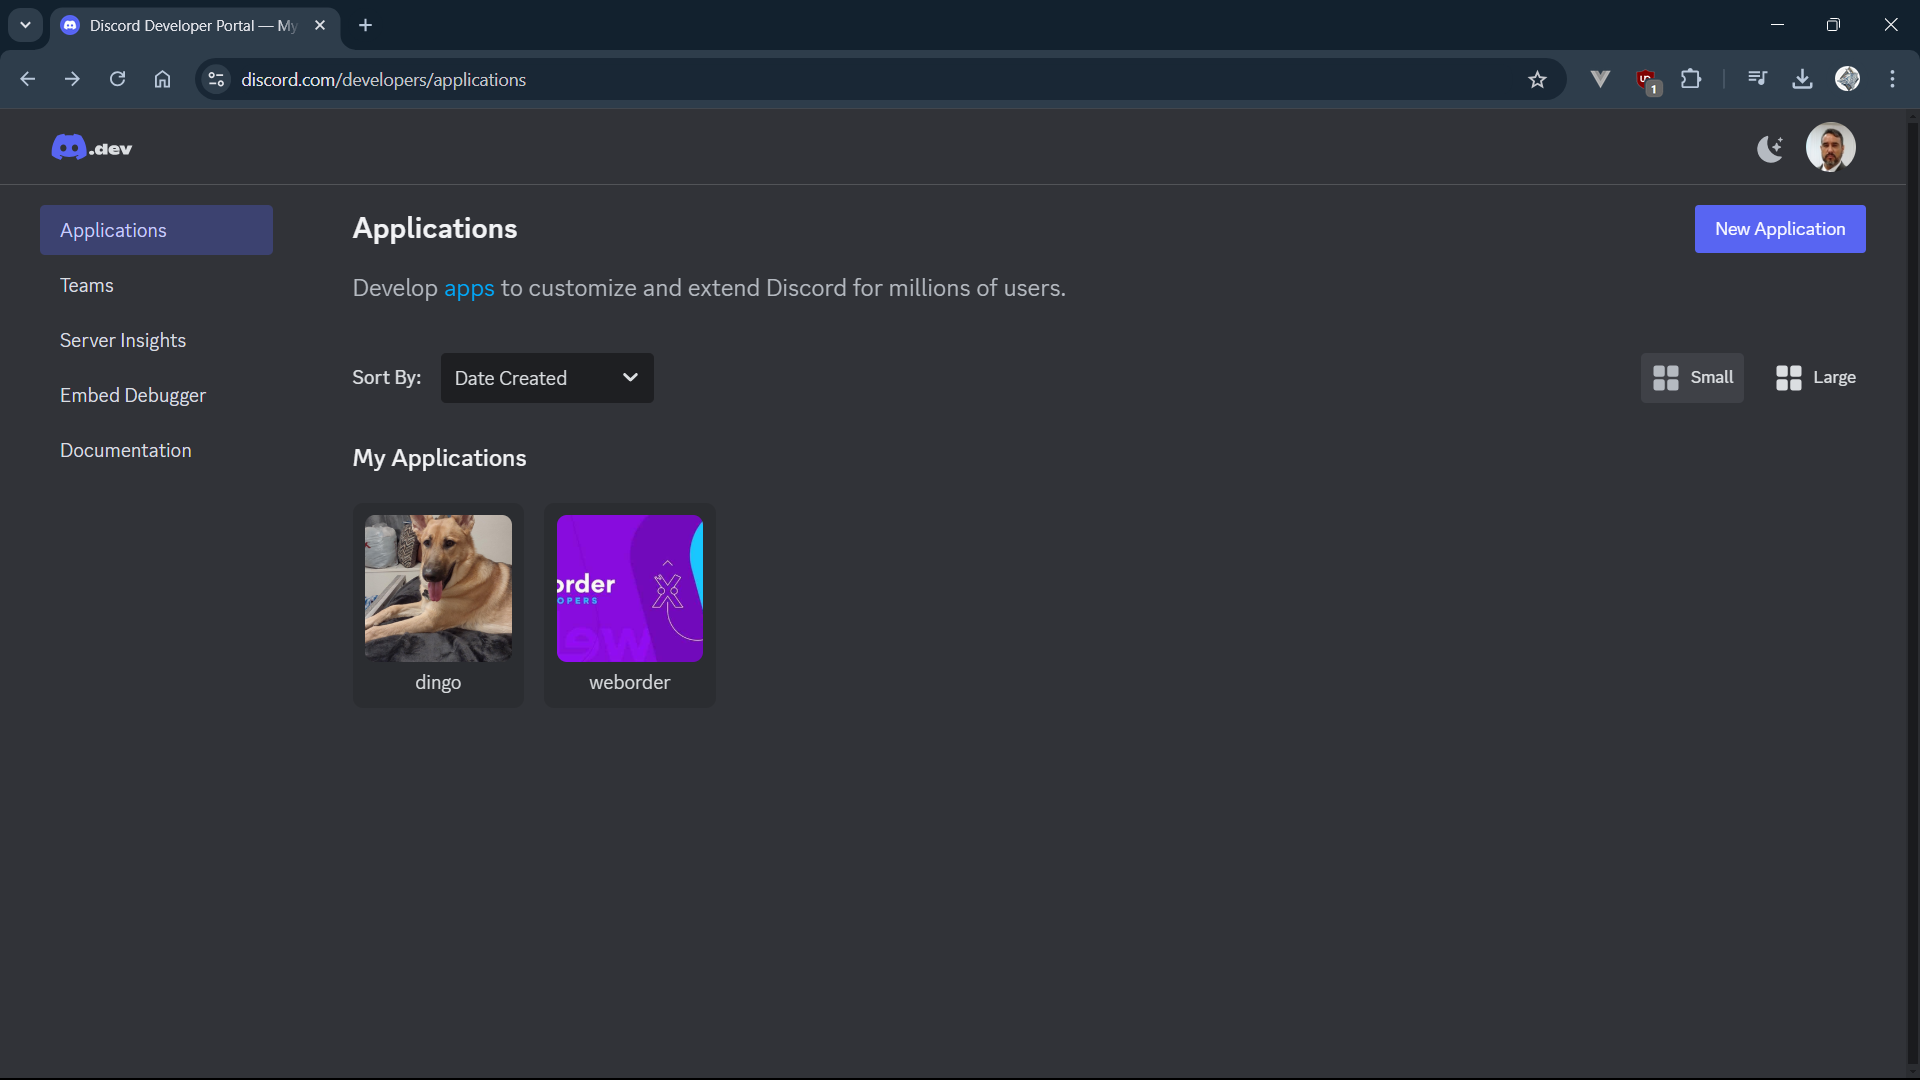 Discord Developer Portal — My
discord.com/developers/applications
1
.dev
Applications
Teams
Server Insights
Embed Debugger
Documentation
Applications
New Application
Develop apps to customize and extend Discord for millions of users.
Sort By:
Date Created
Small
Large
My Applications
order
OPERS
ew
dingo
weborder